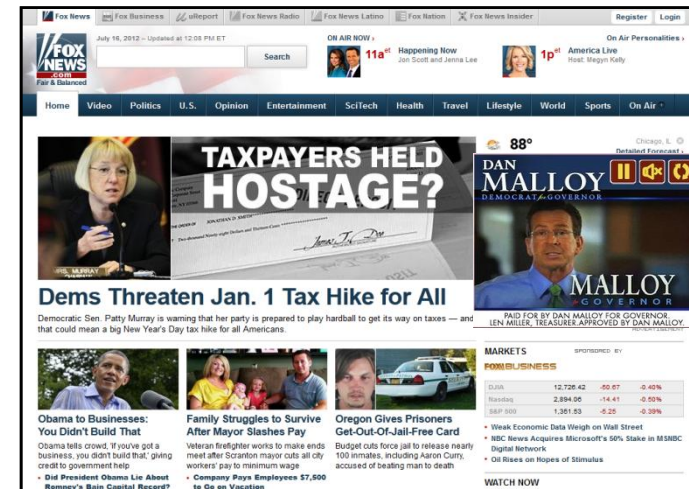 Fox News Fox Business uReport Fox News Radio Fox News Latino Fox Nation Fox News Insider Register Login
FOX
NEWS
.com
Fair & Balanced
July 16, 2012 – Updated at 12:08 PM ET
Search
ON AIR NOW ›
11a et Happening Now
Jon Scott and Jenna Lee
On Air Personalities ›
1p et America Live
Host: Megyn Kelly
Home Video Politics U.S. Opinion Entertainment SciTech Health Travel Lifestyle World Sports On Air
MRS. MURRAY
TAXPAYERS HELD
HOSTAGE?
JONATHAN D. SMITH
Two-thousand Ninety eight Dollars and Thirteen Cents
88° Chicago, IL
Detailed Forecast ›
DAN
MALLOY
DEMOCRAT for GOVERNOR
MALLOY
GOVERNOR
PAID FOR BY DAN MALLOY FOR GOVERNOR.
LEN MILLER, TREASURER.APPROVED BY DAN MALLOY.
ADVERTISEMENT
Dems Threaten Jan. 1 Tax Hike for All
Democratic Sen. Patty Murray is warning that her party is prepared to play hardball to get its way on taxes — and
that could mean a big New Year's Day tax hike for all Americans.
Obama to Businesses:
You Didn't Build That
Obama tells crowd, 'if you've got a
business, you didn't build that,' giving
credit to government help
• Did President Obama Lie About
Romney's Bain Capital Record?
Family Struggles to Survive
After Mayor Slashes Pay
Veteran firefighter works to make ends
meet after Scranton mayor cuts all city
workers' pay to minimum wage
• Company Pays Employees $7,500
to Go on Vacation
Oregon Gives Prisoners
Get-Out-Of-Jail-Free Card
Budget cuts force jail to release nearly
100 inmates, including Aaron Curry,
accused of beating man to death
MARKETS SPONSORED BY
FOX BUSINESS
DJIA 12,726.42 -50.67 -0.40%
Nasdaq 2,894.06 -14.41 -0.50%
S&P 500 1,351.53 -5.25 -0.39%
• Weak Economic Data Weigh on Wall Street
• NBC News Acquires Microsoft's 50% Stake in MSNBC
Digital Network
• Oil Rises on Hopes of Stimulus
WATCH NOW